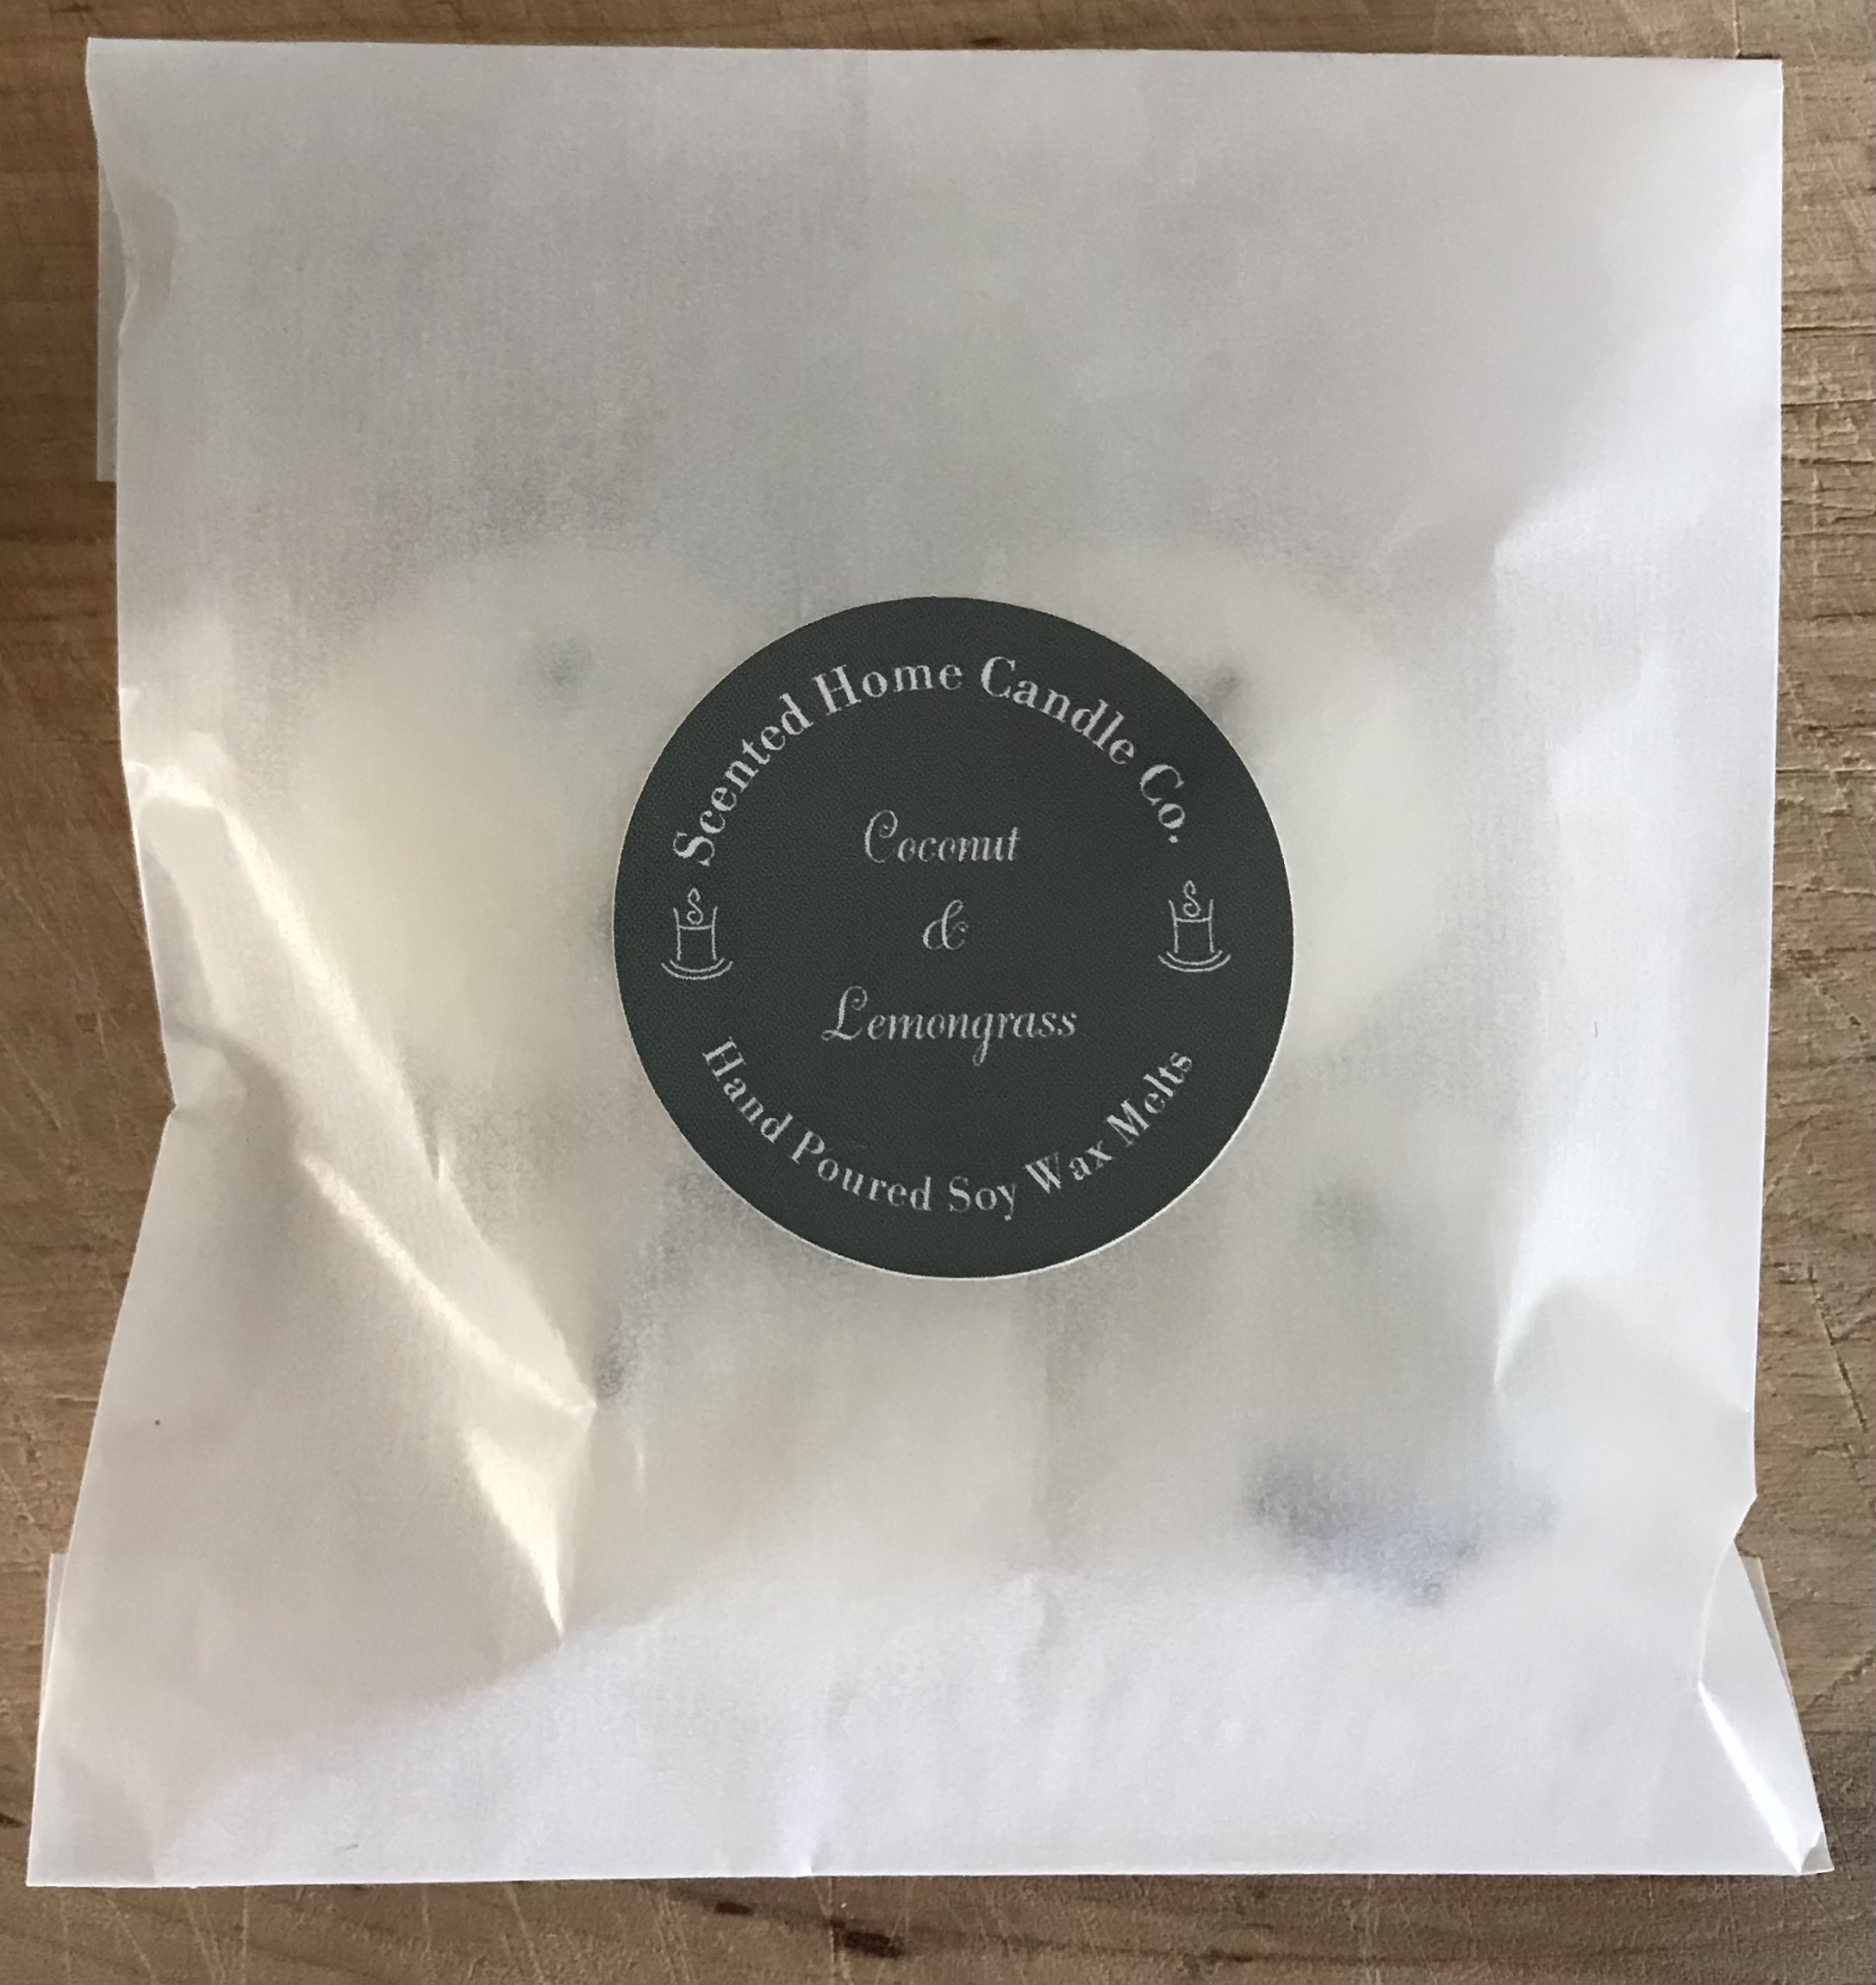 Scented Home Candle Co.
Coconut
&
Lemongrass
Hand Poured Soy Wax Melts